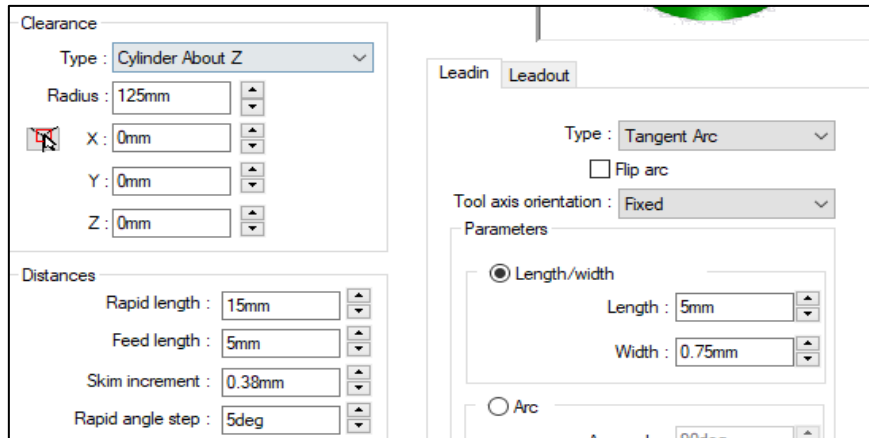 Clearance
Type : Cylinder About Z
Radius : 125mm
X : 0mm
Y : 0mm
Z : 0mm
Distances
Rapid length : 15mm
Feed length : 5mm
Skim increment : 0.38mm
Rapid angle step : 5deg
Leadin Leadout
Type : Tangent Arc
Flip arc
Tool axis orientation : Fixed
Parameters
Length/width
Length : 5mm
Width : 0.75mm
Arc